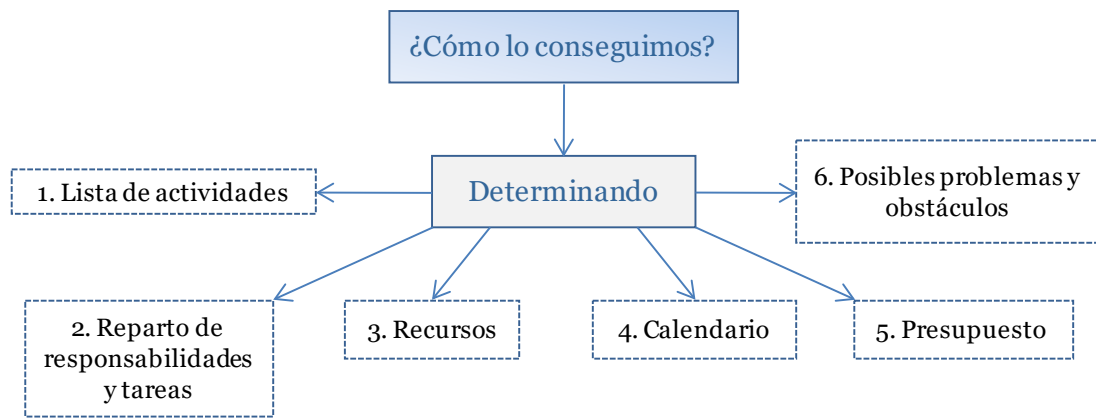 ¿Cómo lo conseguimos?
Determinando
1. Lista de actividades
2. Reparto de
responsabilidades
y tareas
3. Recursos
4. Calendario
5. Presupuesto
6. Posibles problemas y
obstáculos